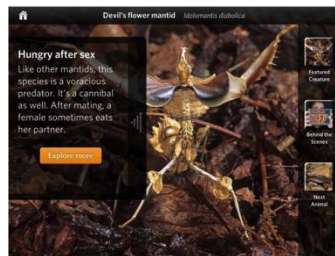 Devil's flower mantid Idolomantis diabolica
Hungry after sex
Like other mantids, this
species is a voracious
predator. It's a cannibal
as well. After mating, a
female sometimes eats
her partner.
Explore more
Featured
Creature
Behind the
Scenes
Next
Animal